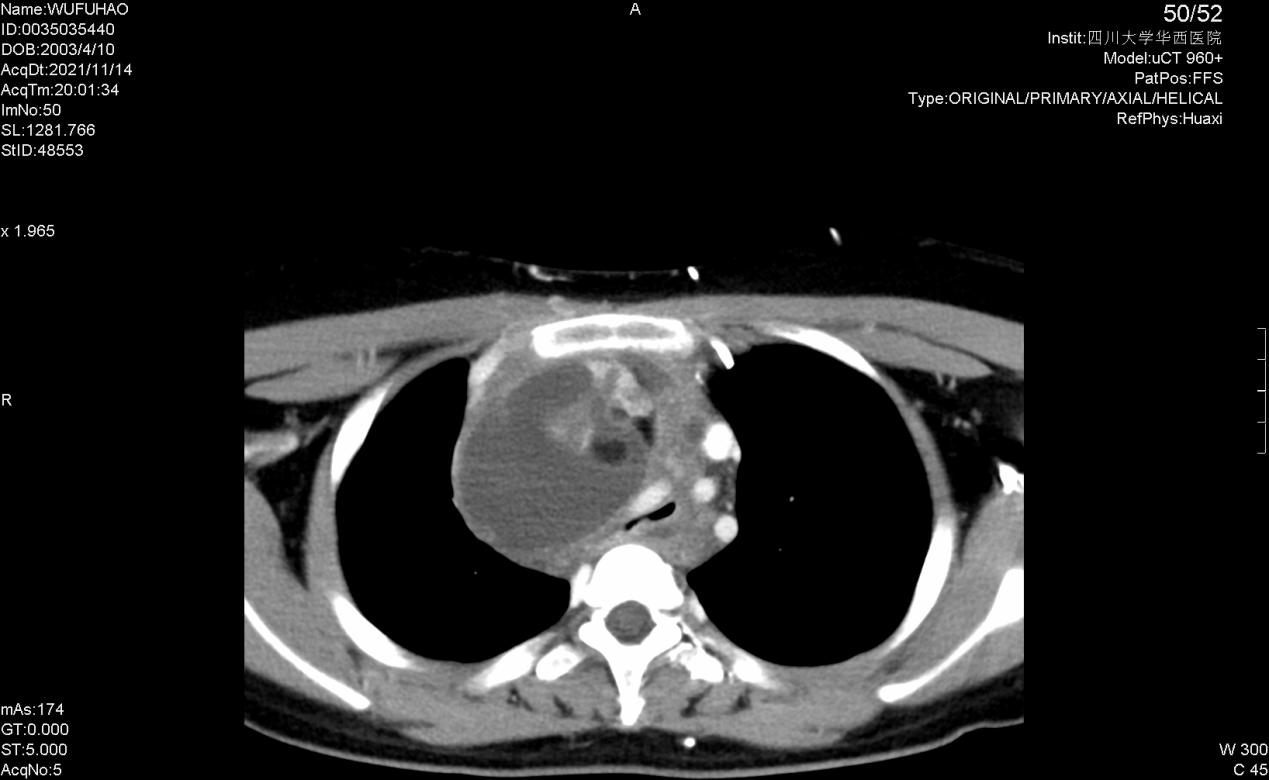 Name:WUFUHAO
ID:0035035440
DOB:2003/4/10
AcqDt:2021/11/14
AcqTm:20:01:34
ImNo:50
SL:1281.766
StID:48553
x 1.965
A
50/52
Instit:四川大学华西医院
Model:uCT 960+
PatPos:FFS
Type:ORIGINAL/PRIMARY/AXIAL/HELICAL
RefPhys:Huaxi
R
mAs:174
GT:0.000
ST:5.000
AcqNo:5
W 300
C 45